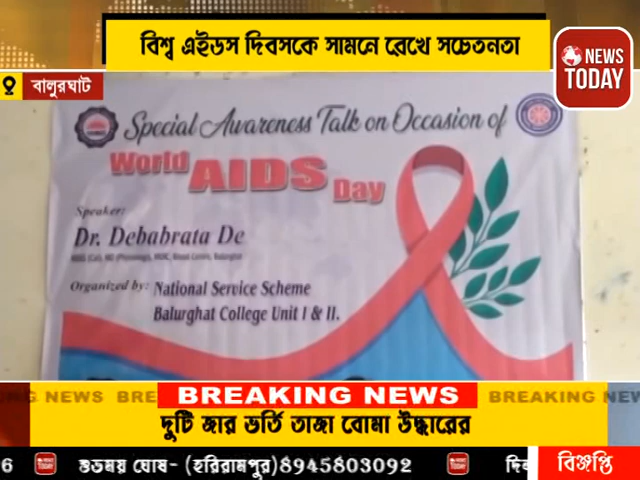 বিশ্ব এইডস দিবসকে সামনে রেখে সচেতনতা
NEWS
TODAY
বালুরঘাট
Special Awareness Talk on Occasion of
World AIDS Day
Speaker:
Dr. Debabrata De
Organized by: National Service Scheme
Balurghat College Unit I & II.
NEWS BREAKING NEWS BREAKING NEWS
দুটি জার ভর্তি তাজা বোমা উদ্ধারের
6 শুভময় ঘোষ- (হরিরামপুর)8945803092 বিজ্ঞপ্তি